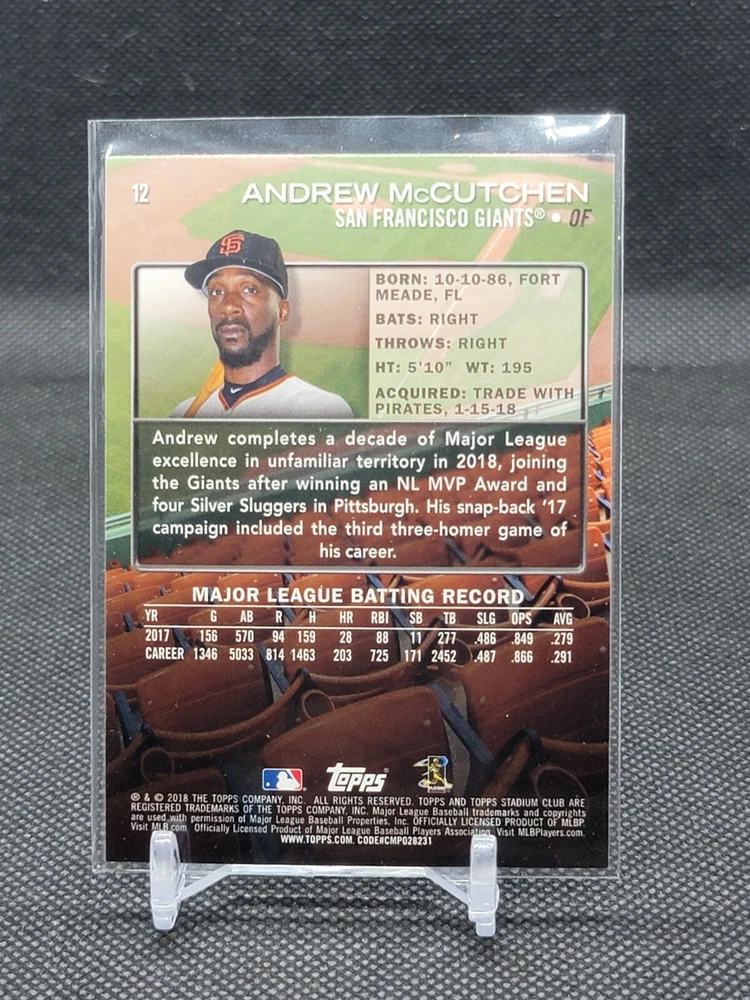 12
ANDREW McCUTCHEN
SAN FRANCISCO GIANTS® • OF
SF
BORN: 10-10-86, FORT
MEADE, FL
BATS: RIGHT
THROWS: RIGHT
HT: 5'10" WT: 195
ACQUIRED: TRADE WITH
PIRATES, 1-15-18
Andrew completes a decade of Major League
excellence in unfamiliar territory in 2018, joining
the Giants after winning an NL MVP Award and
four Silver Sluggers in Pittsburgh. His snap-back '17
campaign included the third three-homer game of
his career.
MAJOR LEAGUE BATTING RECORD
YR G AB R H HR RBI SB TB SLG OPS AVG
2017 156 570 94 159 28 88 11 277 .486 .849 .279
CAREER 1346 5033 814 1463 203 725 171 2452 .487 .866 .291
topps®
® & © 2018 THE TOPPS COMPANY, INC. ALL RIGHTS RESERVED. TOPPS AND TOPPS STADIUM CLUB ARE
REGISTERED TRADEMARKS OF THE TOPPS COMPANY, INC. Major League Baseball trademarks and copyrights
are used with permission of Major League Baseball Properties, Inc. OFFICIALLY LICENSED PRODUCT OF MLBP.
Visit MLB.com Officially Licensed Product of Major League Baseball Players Association. Visit MLBPlayers.com.
WWW.TOPPS.COM. CODE#CMP028231